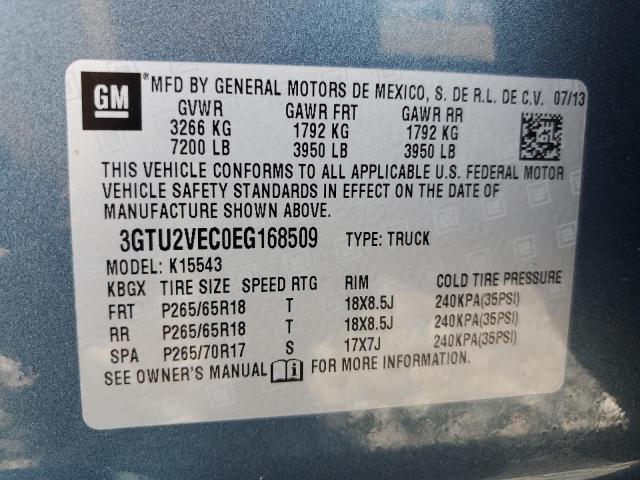 GM ® MFD BY GENERAL MOTORS DE MEXICO, S. DE R.L. DE C.V. 07/13
GVWR GAWR FRT GAWR RR
3266 KG 1792 KG 1792 KG
7200 LB 3950 LB 3950 LB
THIS VEHICLE CONFORMS TO ALL APPLICABLE U.S. FEDERAL MOTOR
VEHICLE SAFETY STANDARDS IN EFFECT ON THE DATE OF
MANUFACTURE SHOWN ABOVE.
3GTU2VEC0EG168509 TYPE: TRUCK
MODEL: K15543
KBGX TIRE SIZE SPEED RTG RIM COLD TIRE PRESSURE
FRT P265/65R18 T 18X8.5J 240KPA(35PSI)
RR P265/65R18 T 18X8.5J 240KPA(35PSI)
SPA P265/70R17 S 17X7J 240KPA(35PSI)
SEE OWNER'S MANUAL FOR MORE INFORMATION.